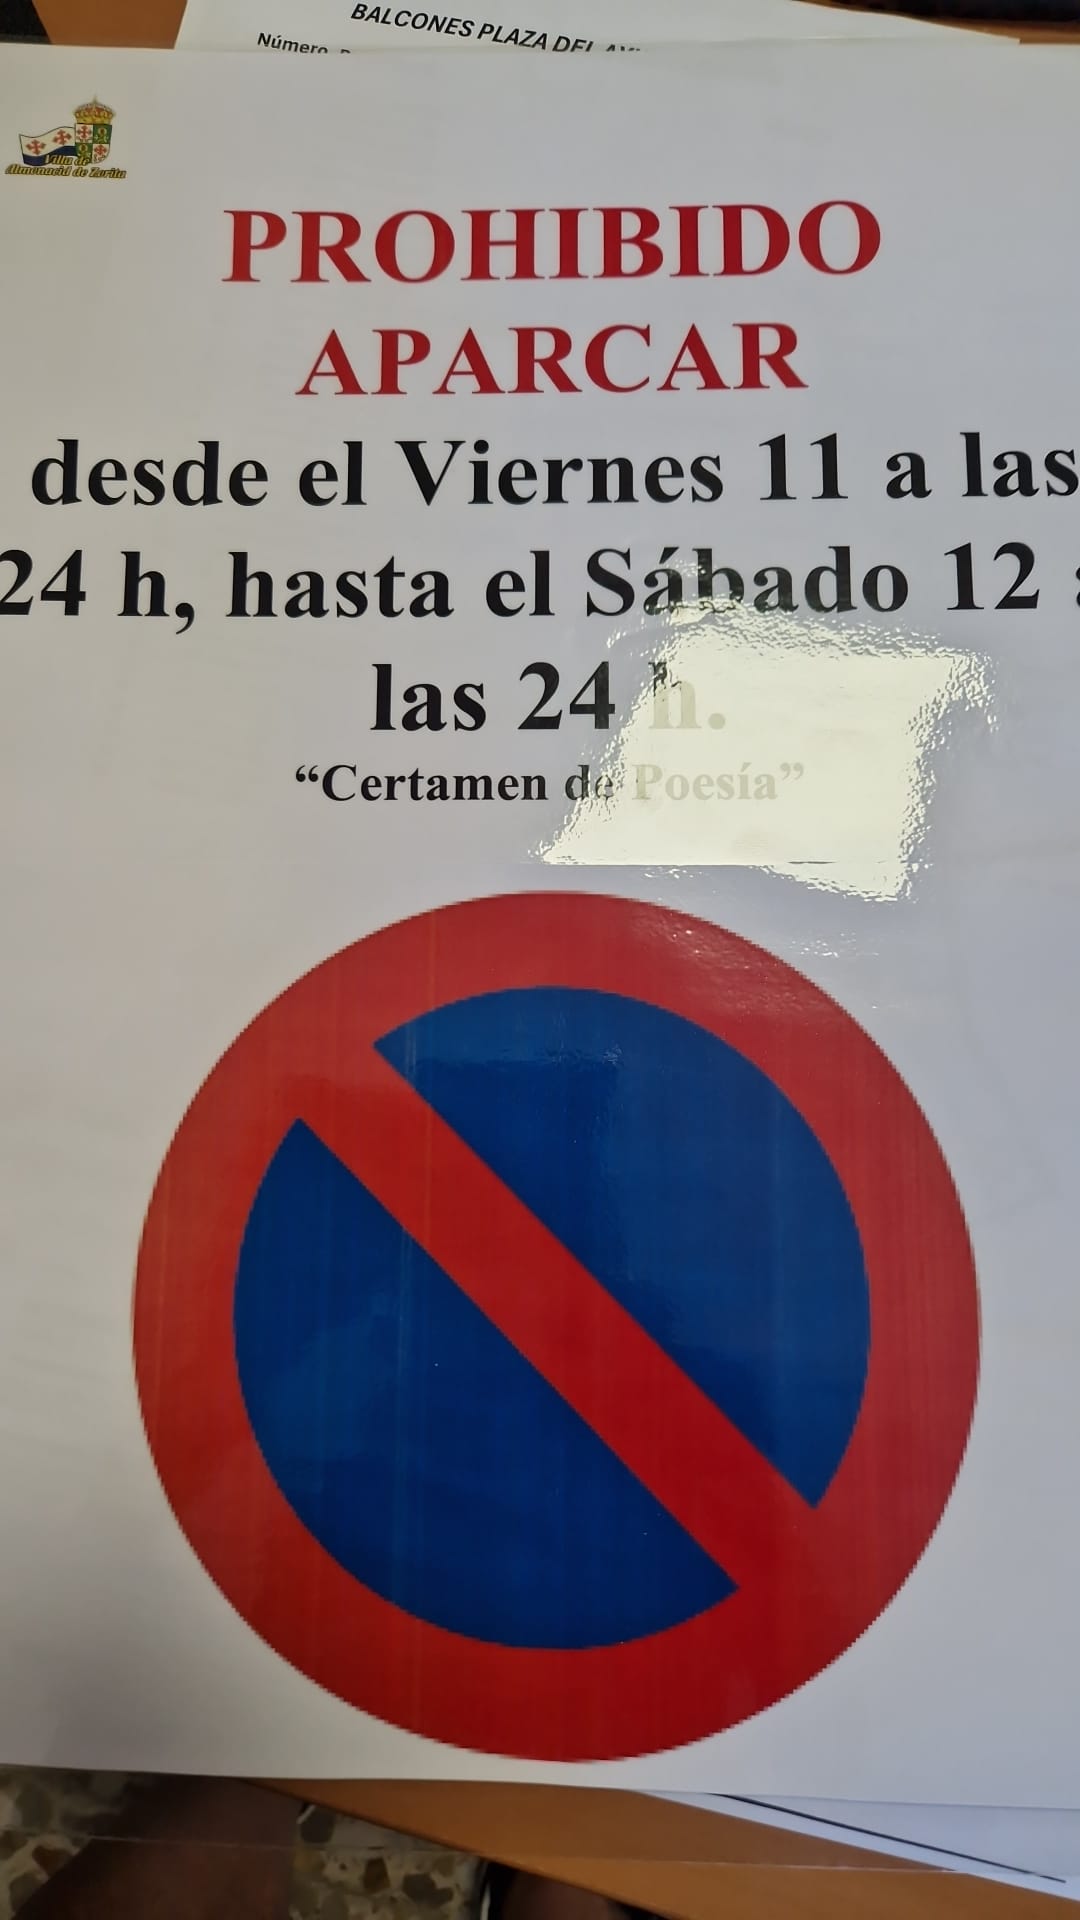 BALCONES PLAZA DEL
Número
Villa de
Almonacid de Zorita
PROHIBIDO
APARCAR
desde el Viernes 11 a las
24 h, hasta el Sábado 12 a
las 24 h.
“Certamen de Poesía”